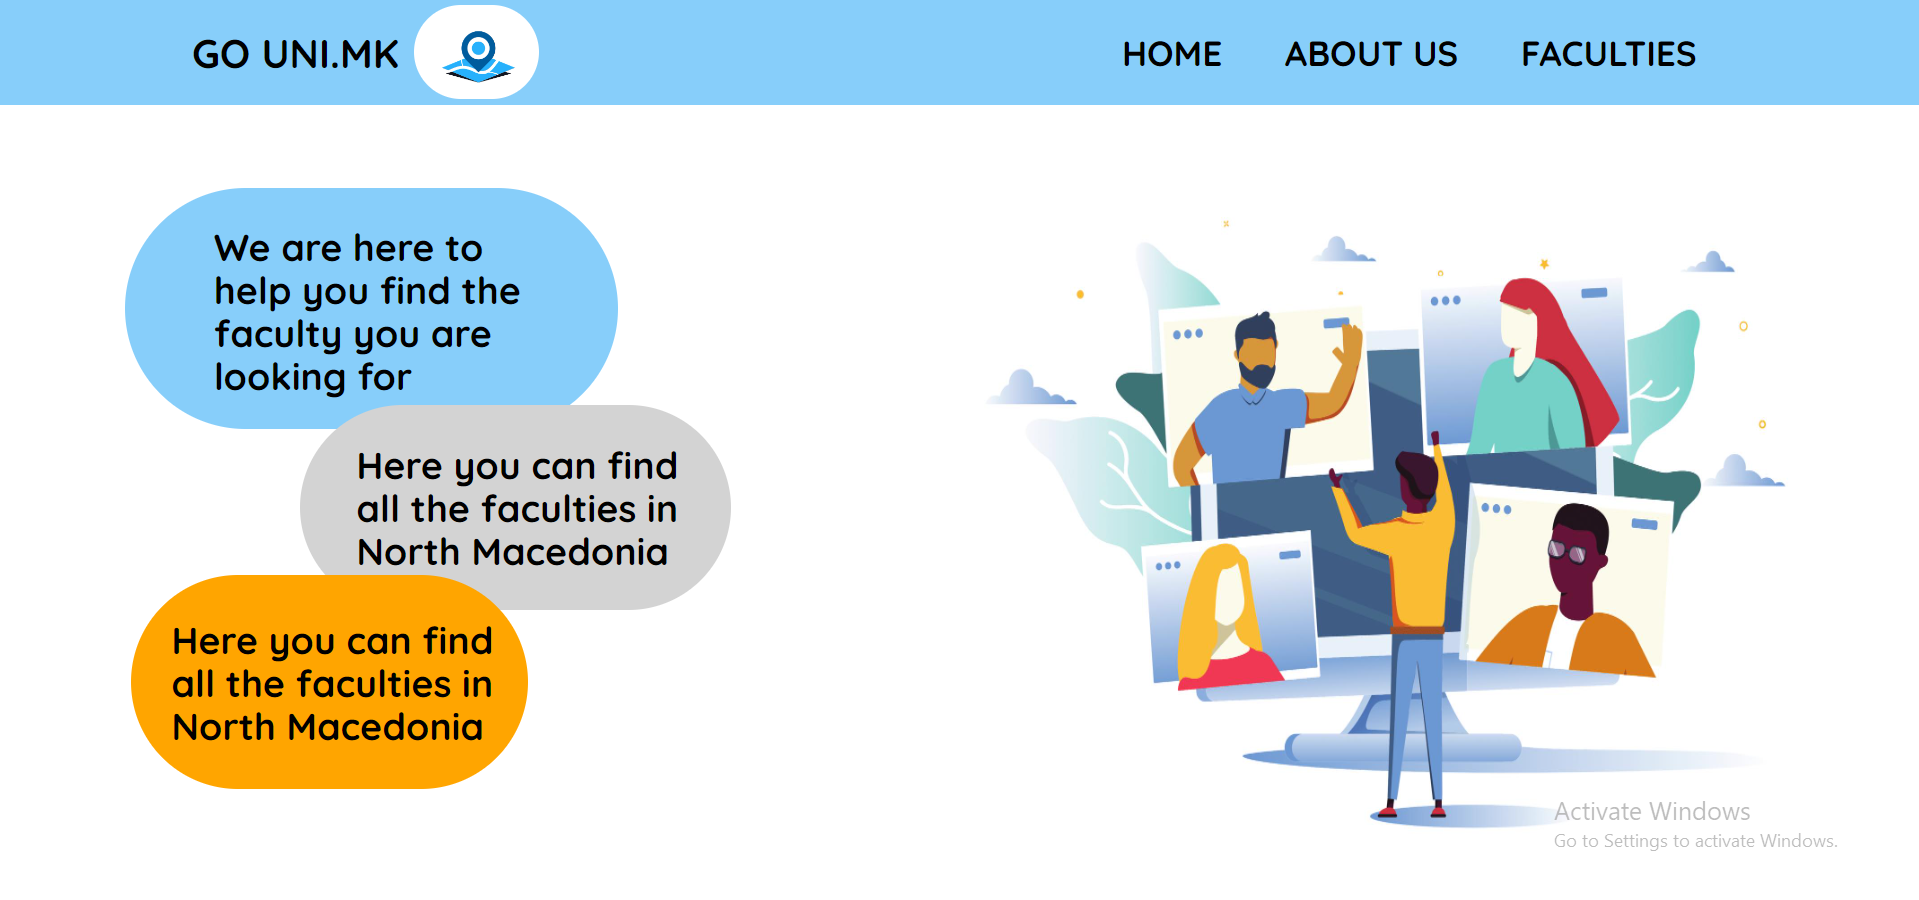 GO UNI.MK
HOME
ABOUT US
FACULTIES
We are here to
help you find the
faculty you are
looking for
Here you can find
all the faculties in
North Macedonia
Here you can find
all the faculties in
North Macedonia
Activate Windows
Go to Settings to activate Windows.